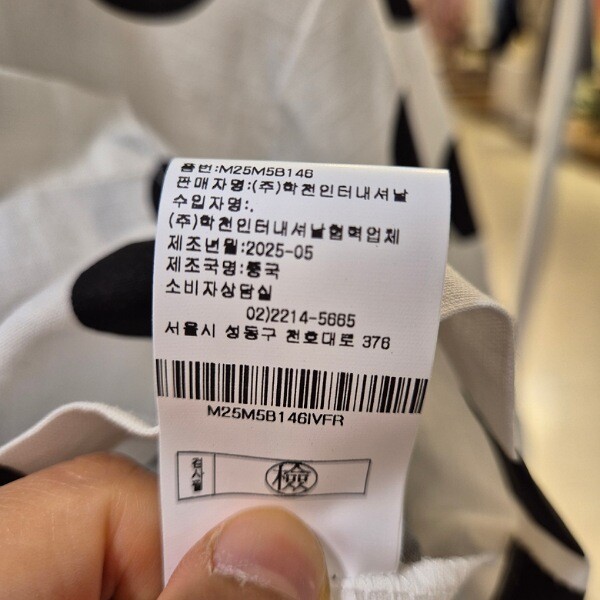 품번:M25M5B146
판매자명:(주)학천인터내셔날
수입자명:.
(주)학천인터내셔날협력업체
제조년월:2025-05
제조국명:중국
소비자상담실
02)2214-5665
서울시 성동구 천호대로 376
M25M5B146IVFR
검사필
檢